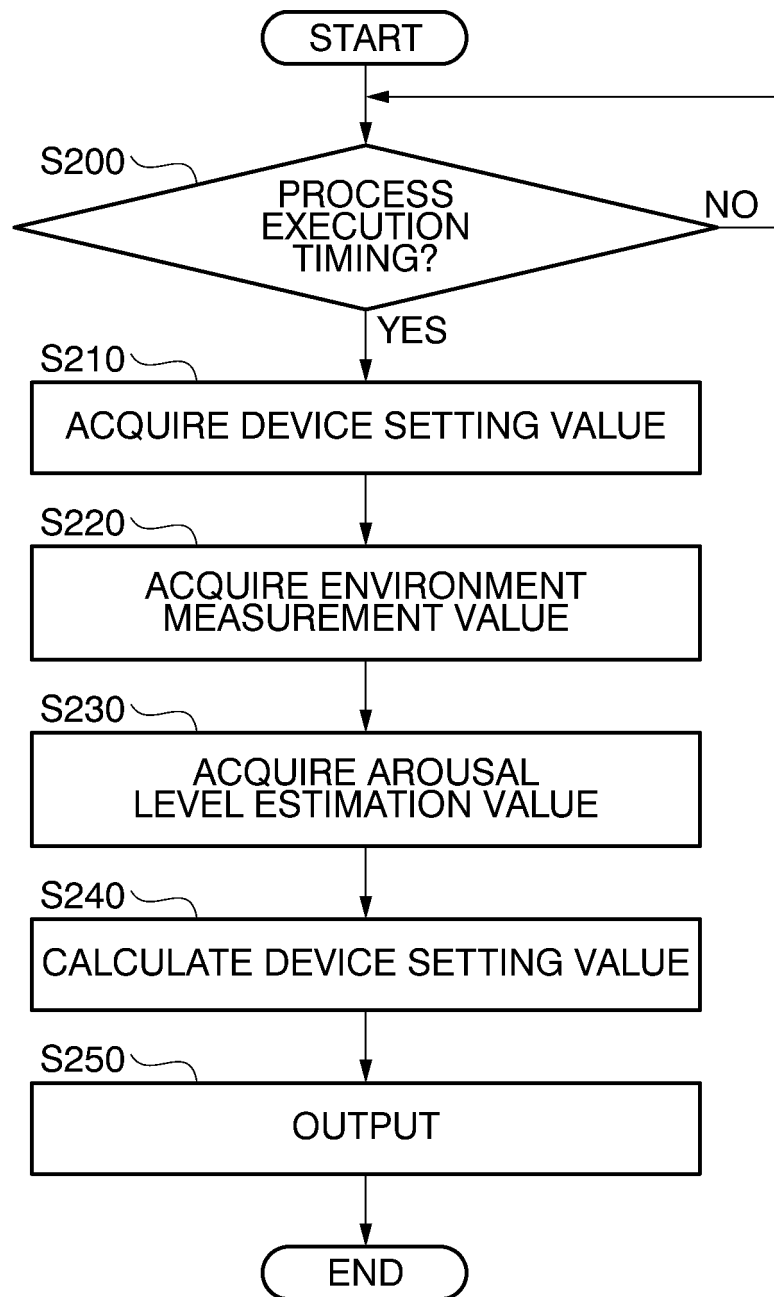 START
S200
PROCESS
EXECUTION
TIMING?
NO
YES
S210
ACQUIRE DEVICE SETTING VALUE
S220
ACQUIRE ENVIRONMENT
MEASUREMENT VALUE
S230
ACQUIRE AROUSAL
LEVEL ESTIMATION VALUE
S240
CALCULATE DEVICE SETTING VALUE
S250
OUTPUT
END